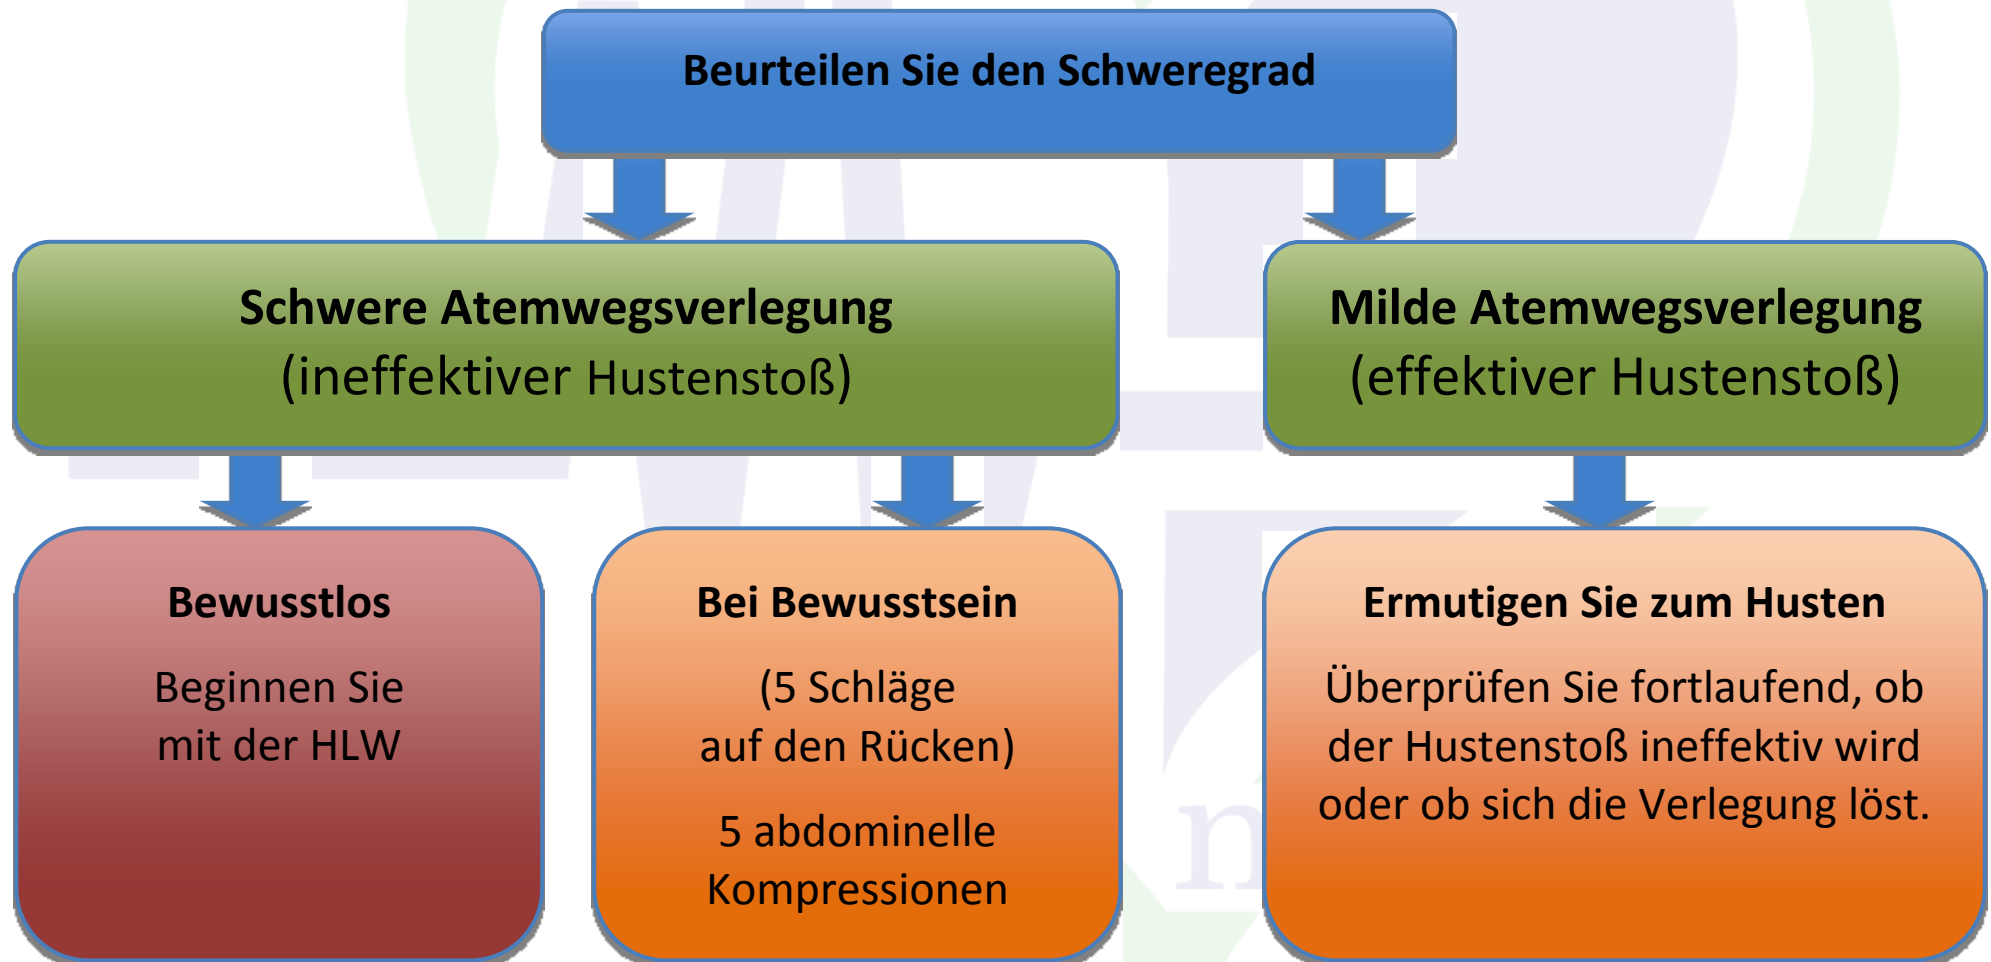 Beurteilen Sie den Schweregrad
Schwere Atemwegsverlegung
(ineffektiver Hustenstoß)
Milde Atemwegsverlegung
(effektiver Hustenstoß)
Bewusstlos
Beginnen Sie
mit der HLW
Bei Bewusstsein
(5 Schläge
auf den Rücken)
5 abdominelle
Kompressionen
Ermutigen Sie zum Husten
Überprüfen Sie fortlaufend, ob
der Hustenstoß ineffektiv wird
oder ob sich die Verlegung löst.